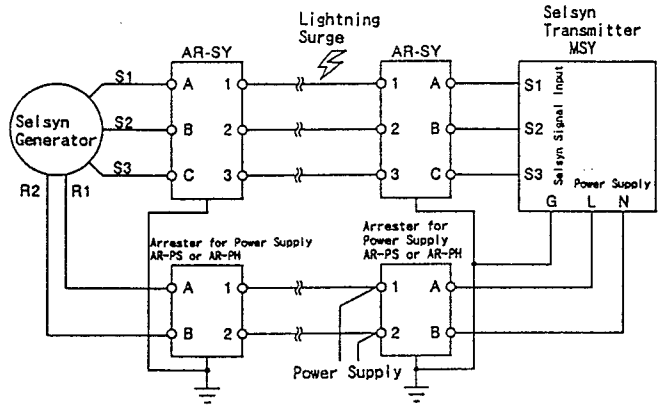 Lightning
Surge
Selsyn
Transmitter
MSY
AR-SY
AR-SY
S1
A
1
1
A
S1
Selsyn
Generator
S2
B
2
2
B
S2
S3
C
3
3
C
S3
Selsyn Signal Input
Power Supply
G
L
N
R2
R1
Arrester for Power Supply
AR-PS or AR-PH
Arrester for
Power Supply
AR-PS or AR-PH
A
1
1
A
B
2
2
B
Power Supply